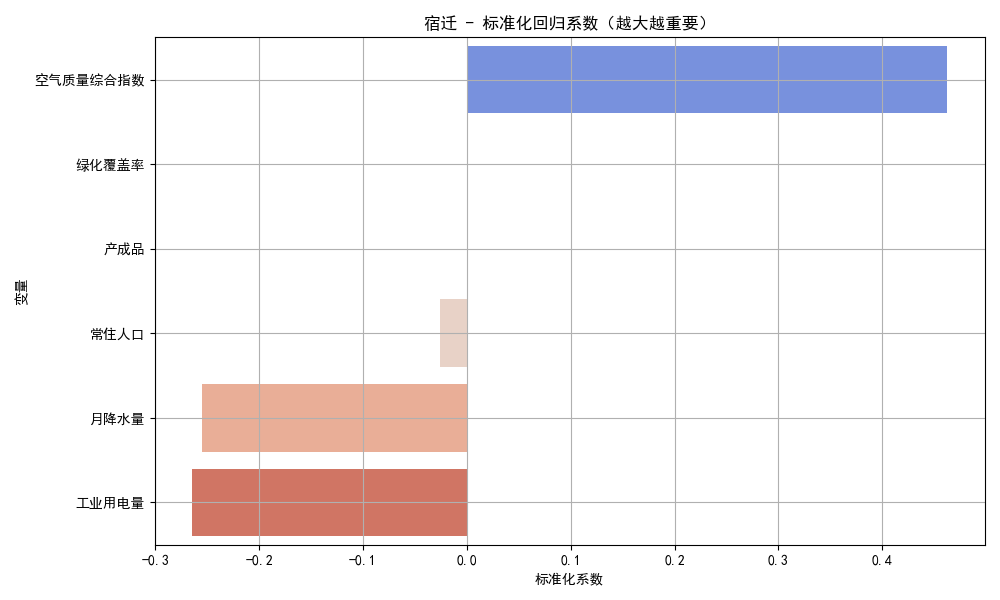 宿迁 - 标准化回归系数（越大越重要）
变量
空气质量综合指数
绿化覆盖率
产成品
常住人口
月降水量
工业用电量
-0.3 -0.2 -0.1 0.0 0.1 0.2 0.3 0.4
标准化系数